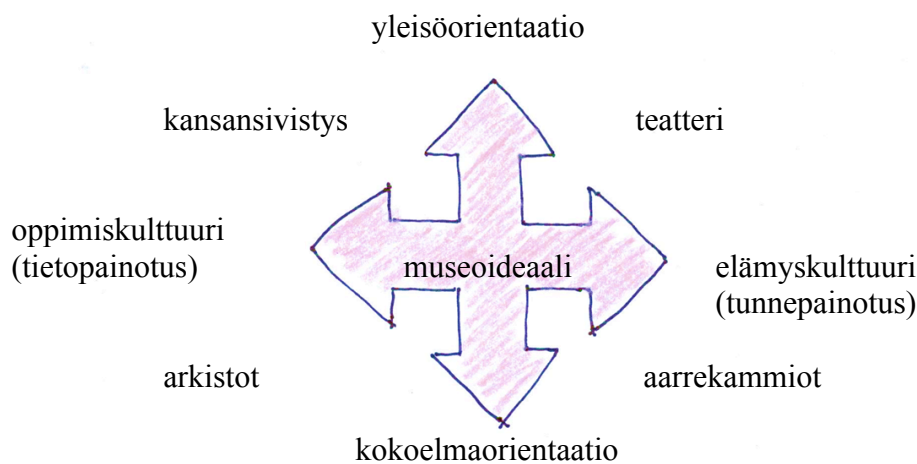 yleisöorientaatio
kansansivistys
teatteri
oppimiskulttuuri
(tietopainotus)
museoideaali
elämyskulttuuri
(tunnepainotus)
arkistot
aarrekammiot
kokoelmaorientaatio